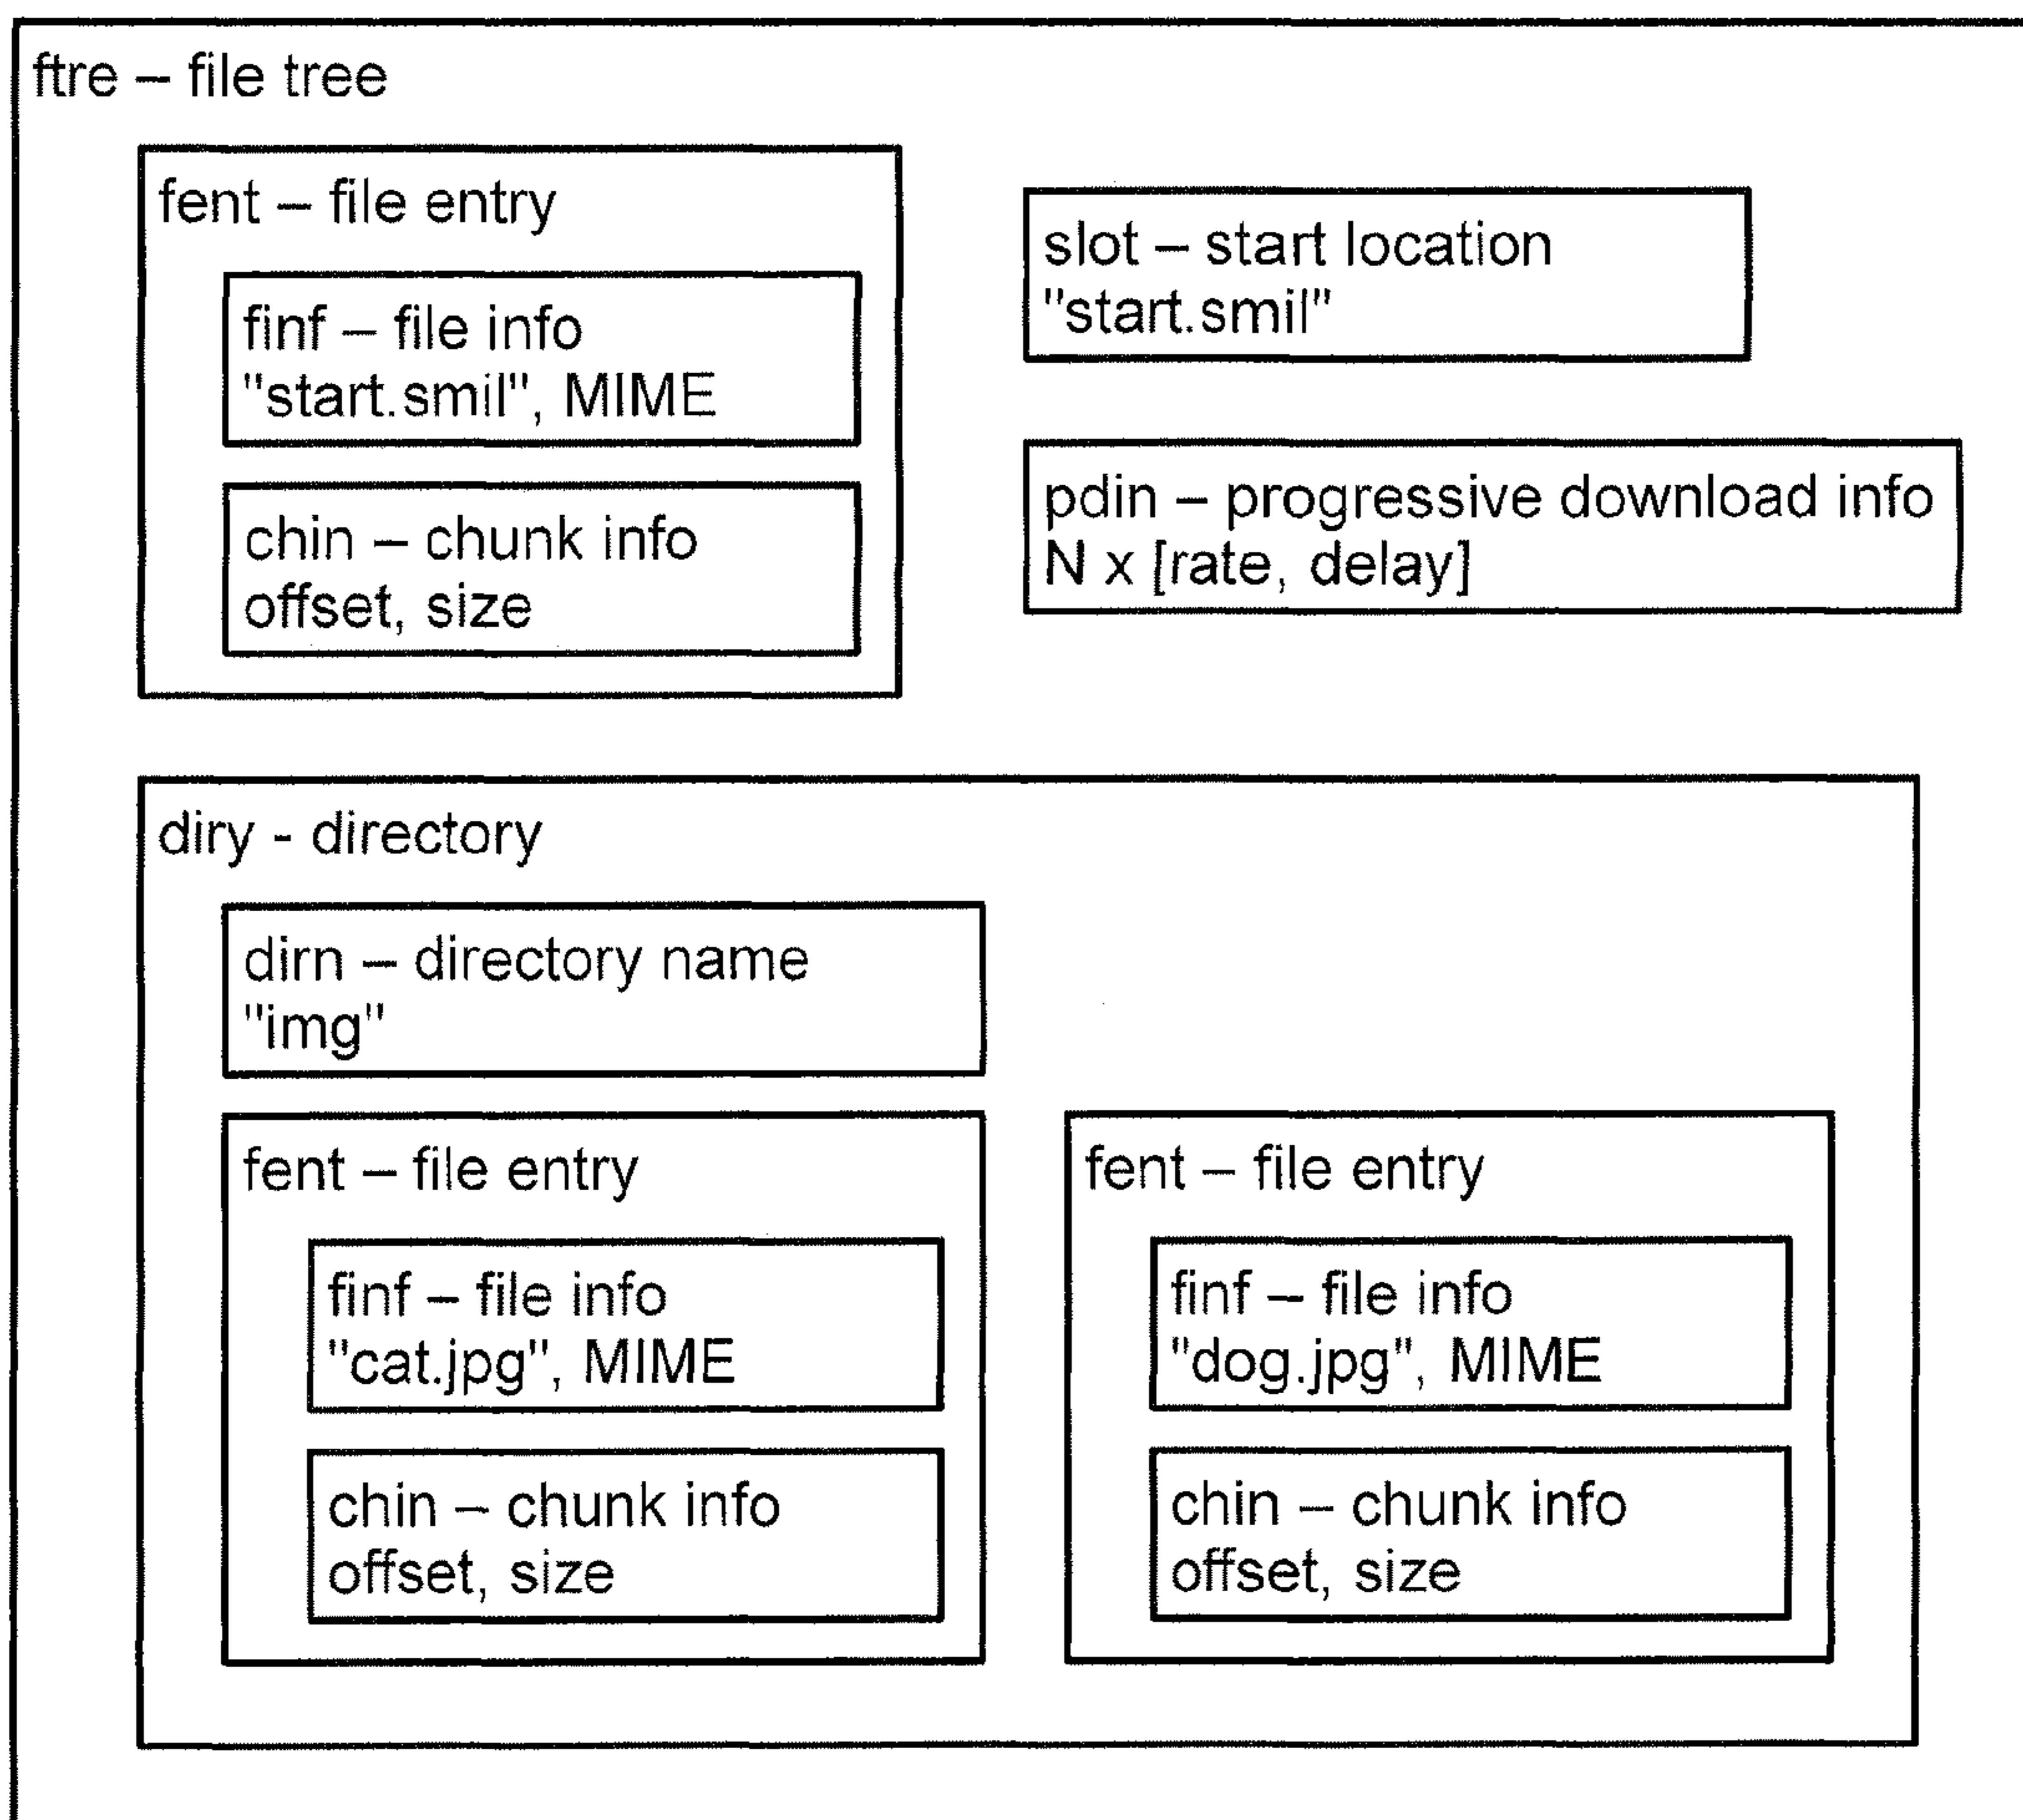 ftre – file tree
fent – file entry
finf – file info
"start.smil", MIME
chin – chunk info
offset, size
slot – start location
"start.smil"
pdin – progressive download info
N x [rate, delay]
diry - directory
dirn – directory name
"img"
fent – file entry
finf – file info
"cat.jpg", MIME
chin – chunk info
offset, size
fent – file entry
finf – file info
"dog.jpg", MIME
chin – chunk info
offset, size